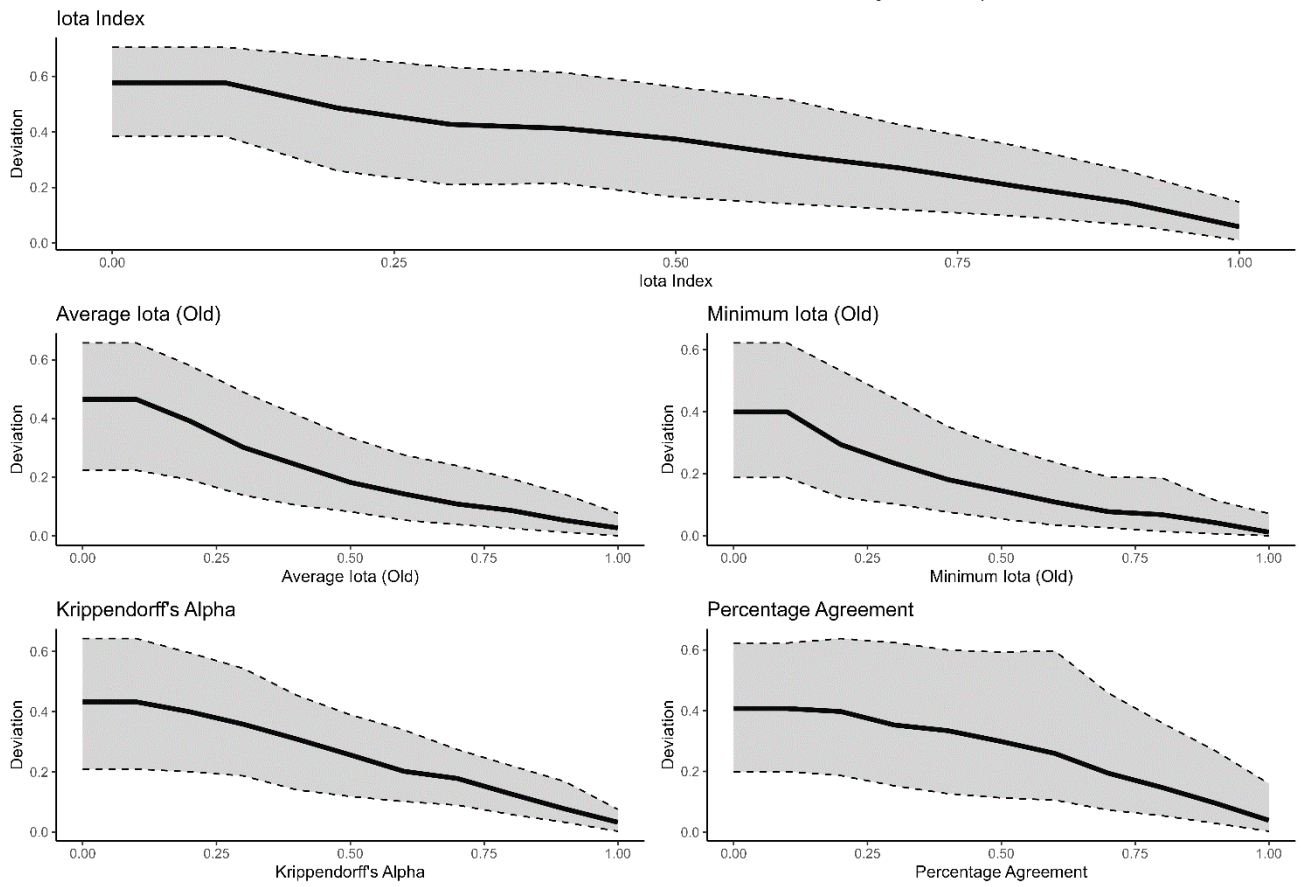 Iota Index
Deviation
0.6
0.4
0.2
0.0
0.00 0.25 0.50 0.75 1.00
Iota Index
Average Iota (Old)
Deviation
0.6
0.4
0.2
0.0
0.00 0.25 0.50 0.75 1.00
Average Iota (Old)
Minimum Iota (Old)
Deviation
0.6
0.4
0.2
0.0
0.00 0.25 0.50 0.75 1.00
Minimum Iota (Old)
Krippendorff's Alpha
Deviation
0.6
0.4
0.2
0.0
0.00 0.25 0.50 0.75 1.00
Krippendorff's Alpha
Percentage Agreement
Deviation
0.6
0.4
0.2
0.0
0.00 0.25 0.50 0.75 1.00
Percentage Agreement